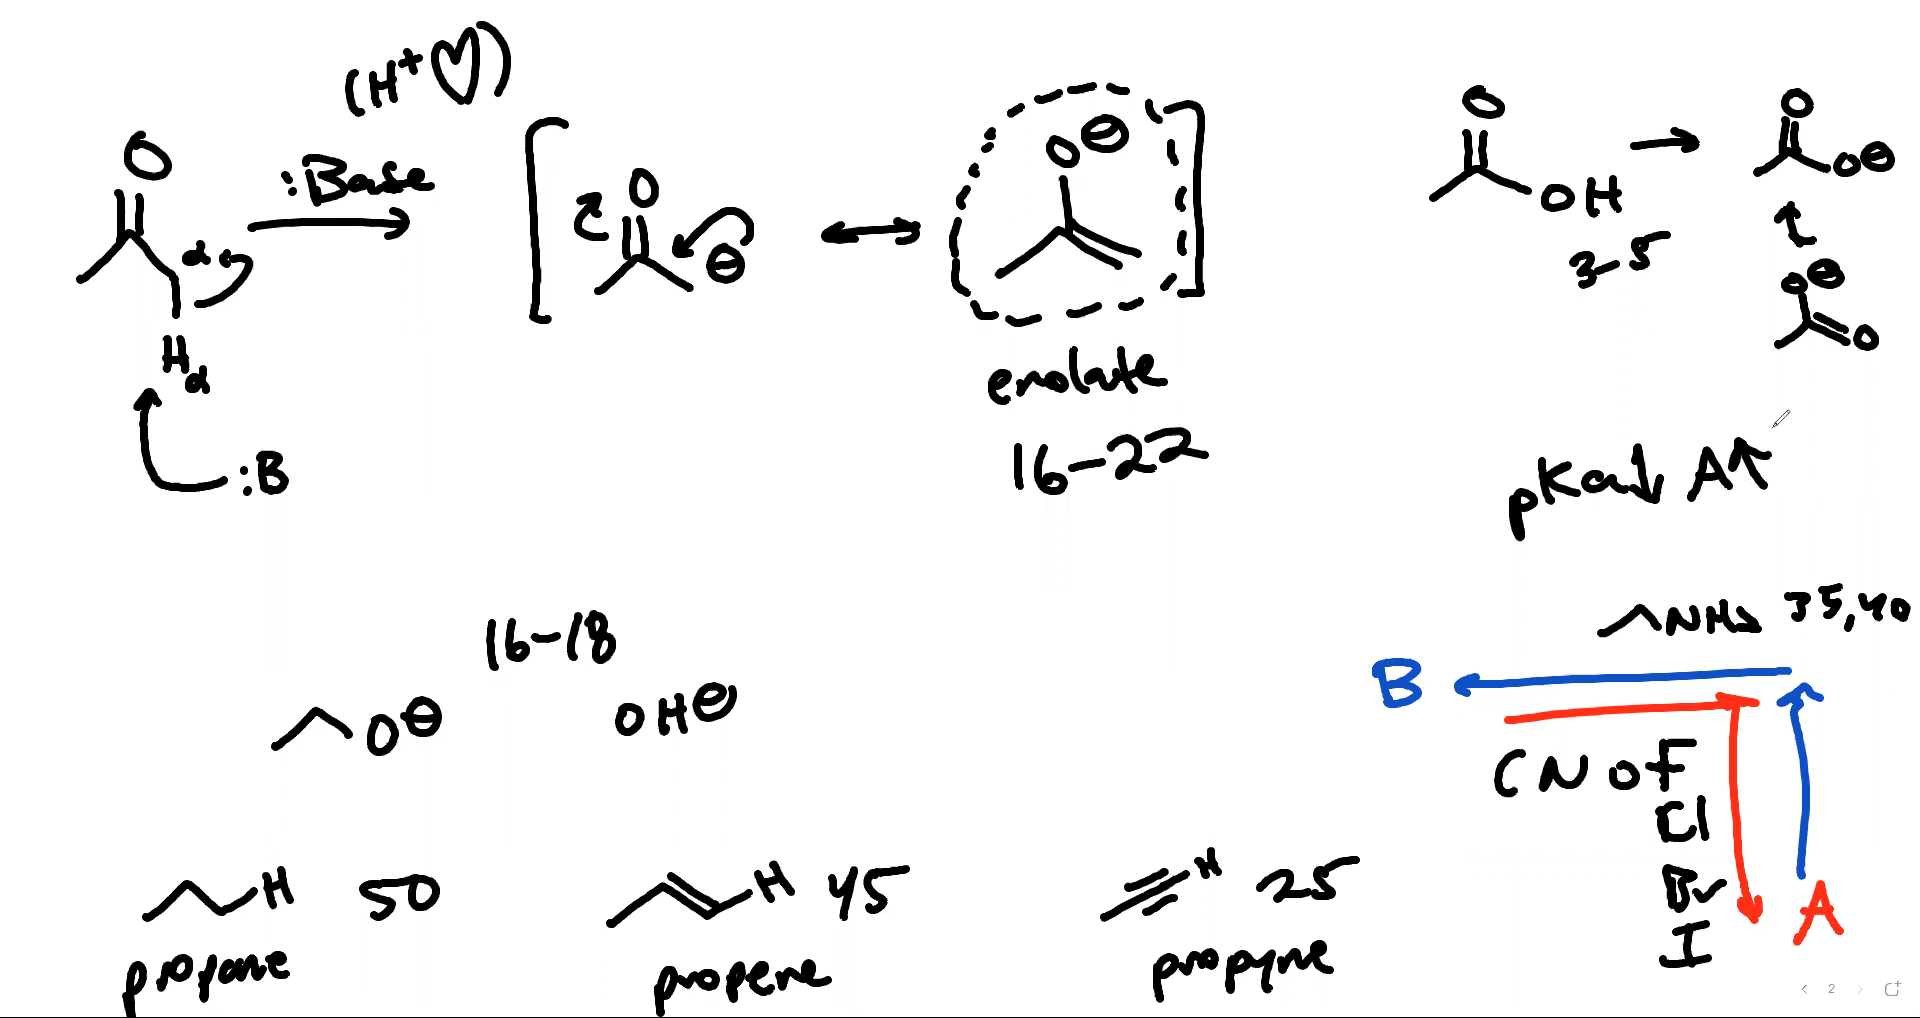 (H⁺♡)
:Base
O
α
Hα
:B
O
⊖
O⊖
enolate
16-22
O
OH
3-5
O
O⊖
O⊖
O
pKa↓ A↑
NH₂ 35,40
B
C N O F
Cl
Br
I
A
16-18
O⊖
OH⊖
H 50
propane
H 45
propene
H 25
propyne
2